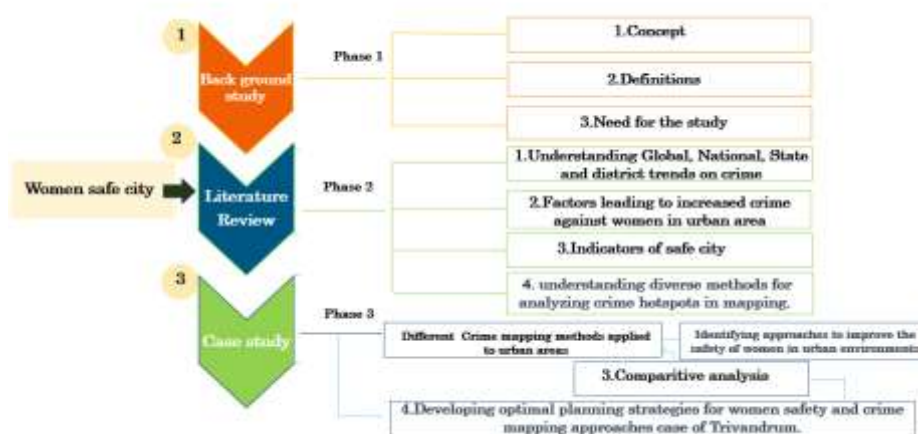 1
Back ground
study
Phase 1
1.Concept
2.Definitions
3.Need for the study
Women safe city
2
Literature
Review
Phase 2
1.Understanding Global, National, State
and district trends on crime
2.Factors leading to increased crime
against women in urban area
3.Indicators of safe city
4. understanding diverse methods for
analyzing crime hotspots in mapping.
3
Case study
Phase 3
Different Crime mapping methods applied
to urban areas
Identifying approaches to improve the
safety of women in urban environments
3.Comparitive analysis
4.Developing optimal planning strategies for women safety and crime
mapping approaches case of Trivandrum.